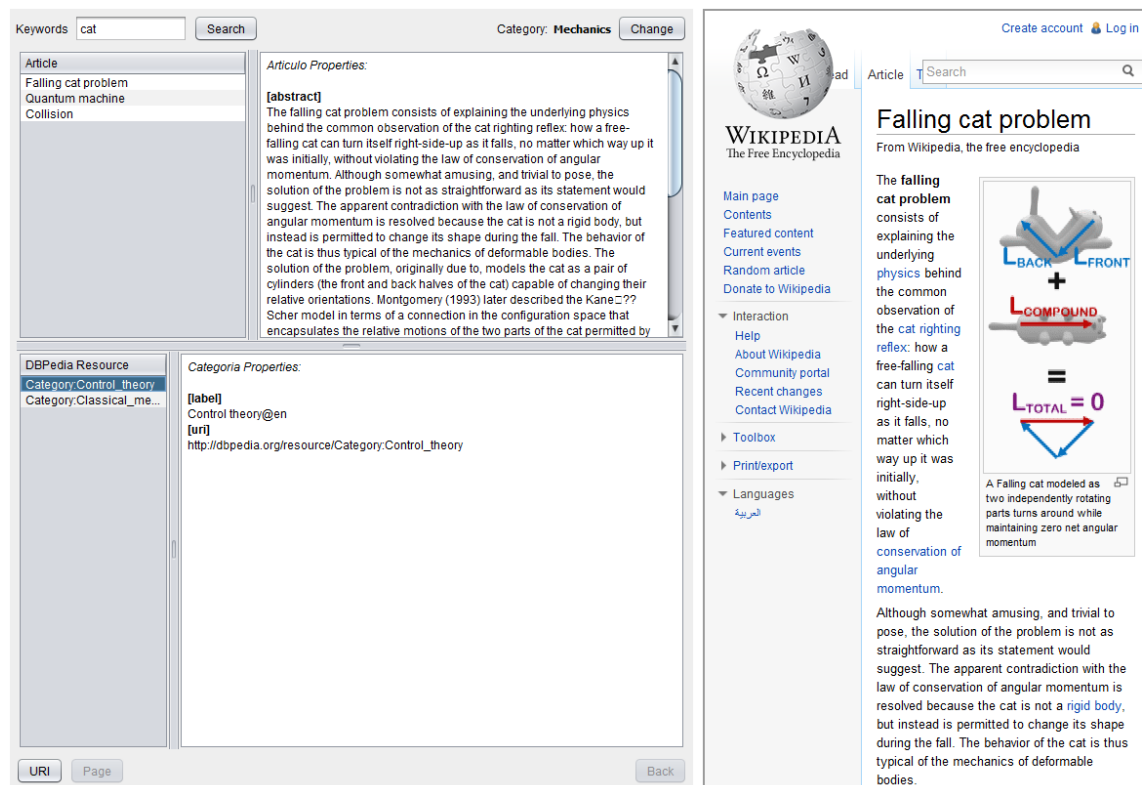 Keywords cat Search Category: Mechanics Change
Article
Falling cat problem
Quantum machine
Collision
Articulo Properties:
[abstract]
The falling cat problem consists of explaining the underlying physics
behind the common observation of the cat righting reflex: how a free-
falling cat can turn itself right-side-up as it falls, no matter which way up it
was initially, without violating the law of conservation of angular
momentum. Although somewhat amusing, and trivial to pose, the
solution of the problem is not as straightforward as its statement would
suggest. The apparent contradiction with the law of conservation of
angular momentum is resolved because the cat is not a rigid body, but
instead is permitted to change its shape during the fall. The behavior of
the cat is thus typical of the mechanics of deformable bodies. The
solution of the problem, originally due to, models the cat as a pair of
cylinders (the front and back halves of the cat) capable of changing their
relative orientations. Montgomery (1993) later described the Kane□??
Scher model in terms of a connection in the configuration space that
encapsulates the relative motions of the two parts of the cat permitted by
DBPedia Resource
Category:Control_theory
Category:Classical_me...
Categoria Properties:
[label]
Control theory@en
[uri]
http://dbpedia.org/resource/Category:Control_theory
URI Page Back
WIKIPEDIA
The Free Encyclopedia
Main page
Contents
Featured content
Current events
Random article
Donate to Wikipedia
Interaction
Help
About Wikipedia
Community portal
Recent changes
Contact Wikipedia
Toolbox
Print/export
Languages
العربية
Create account Log in
ead Article T Search
Falling cat problem
From Wikipedia, the free encyclopedia
The falling
cat problem
consists of
explaining the
underlying
physics behind
the common
observation of
the cat righting
reflex: how a
free-falling cat
can turn itself
right-side-up
as it falls, no
matter which
way up it was
initially,
without
violating the
law of
conservation of
angular
momentum.
LBACK LFRONT
+
LCOMPOUND
=
LTOTAL = 0
A Falling cat modeled as
two independently rotating
parts turns around while
maintaining zero net angular
momentum
Although somewhat amusing, and trivial to
pose, the solution of the problem is not as
straightforward as its statement would
suggest. The apparent contradiction with the
law of conservation of angular momentum is
resolved because the cat is not a rigid body,
but instead is permitted to change its shape
during the fall. The behavior of the cat is thus
typical of the mechanics of deformable
bodies.